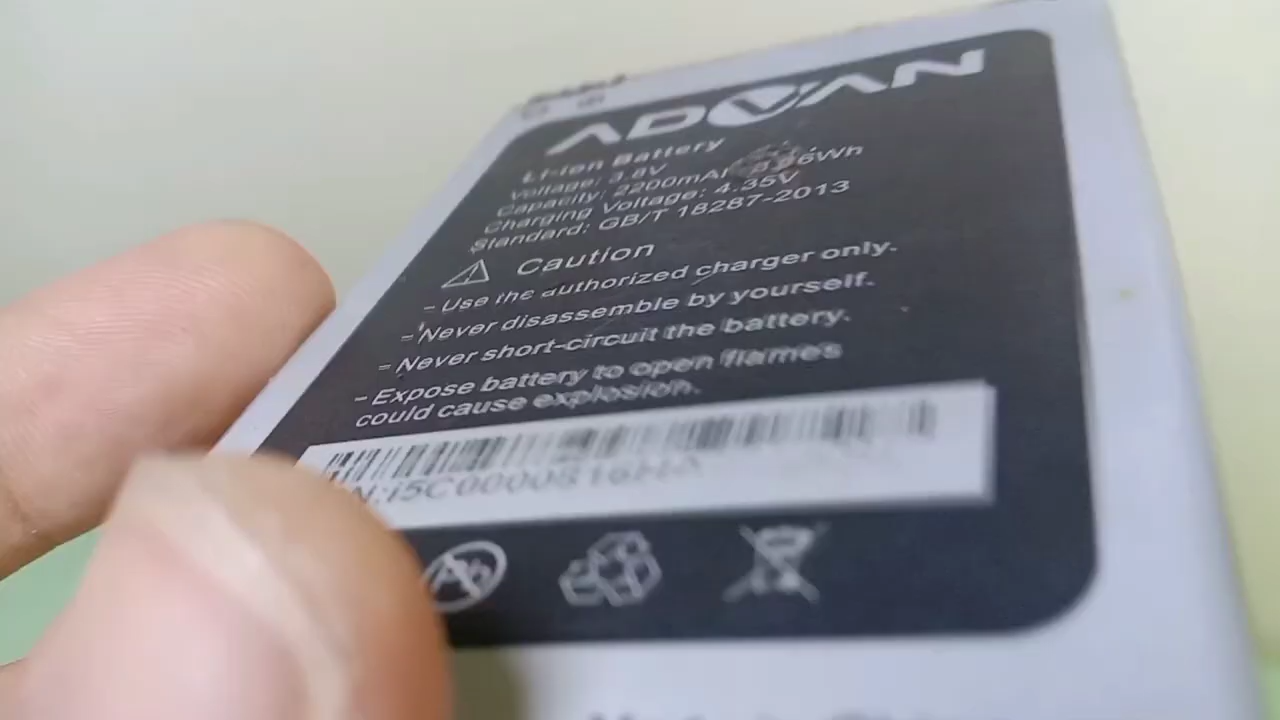 ADVAN
Li-Ion Battery
Voltage: 3.8V
Capacity: 2200mAh
Charging Voltage: 4.35V
Standard: GB/T 18287-2013
Caution
- Use the authorized charger only.
- Never disassemble by yourself.
- Never short-circuit the battery.
- Expose battery to open flames
could cause explosion.